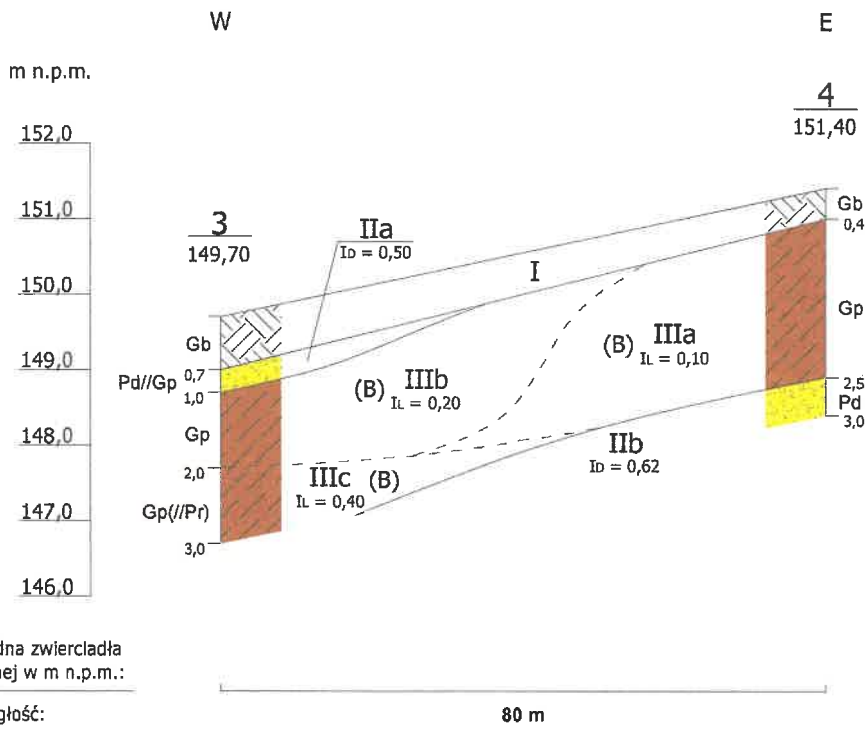 W
E
m n.p.m.
4
151,40
152,0
151,0
150,0
149,0
148,0
147,0
146,0
3
149,70
IIa
ID = 0,50
I
Gb
0,4
Gp
2,5
Pd
3,0
Gb
0,7
Pd//Gp
1,0
Gp
2,0
Gp(//Pr)
3,0
(B) IIIa
IL = 0,10
(B) IIIb
IL = 0,20
IIb
ID = 0,62
IIIc (B)
IL = 0,40
dna zwierciadła
nej w m n.p.m.:
głość:
80 m